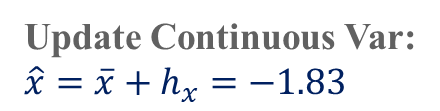 Update Continuous Var:
x̂ = x̄ + hₓ = −1.83